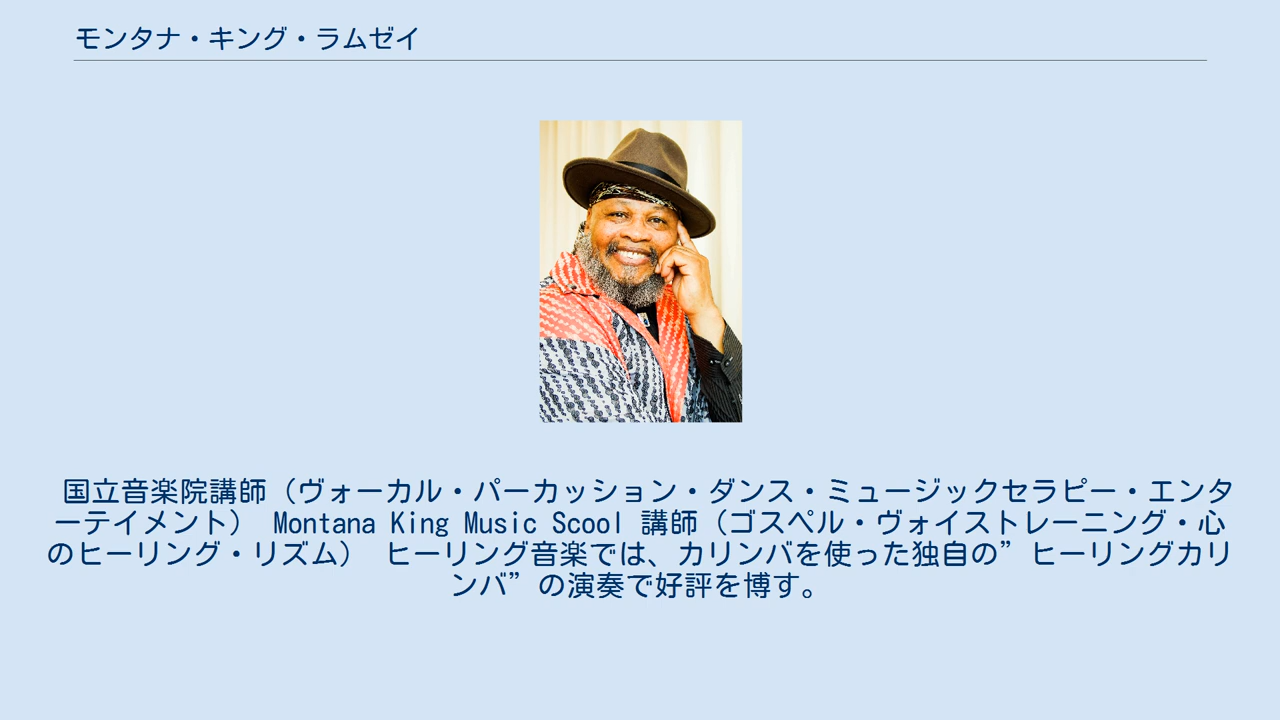 モンタナ・キング・ラムゼイ
国立音楽院講師（ヴォーカル・パーカッション・ダンス・ミュージックセラピー・エンタ
ーテイメント） Montana King Music Scool 講師（ゴスペル・ヴォイストレーニング・心
のヒーリング・リズム） ヒーリング音楽では、カリンバを使った独自の”ヒーリングカリ
ンバ”の演奏で好評を博す。